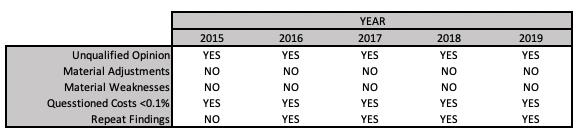 YEAR
2015 2016 2017 2018 2019
Unqualified Opinion YES YES YES YES YES
Material Adjustments NO NO NO NO NO
Material Weaknesses NO NO NO NO NO
Quesstioned Costs <0.1% YES YES YES YES YES
Repeat Findings NO YES YES YES YES